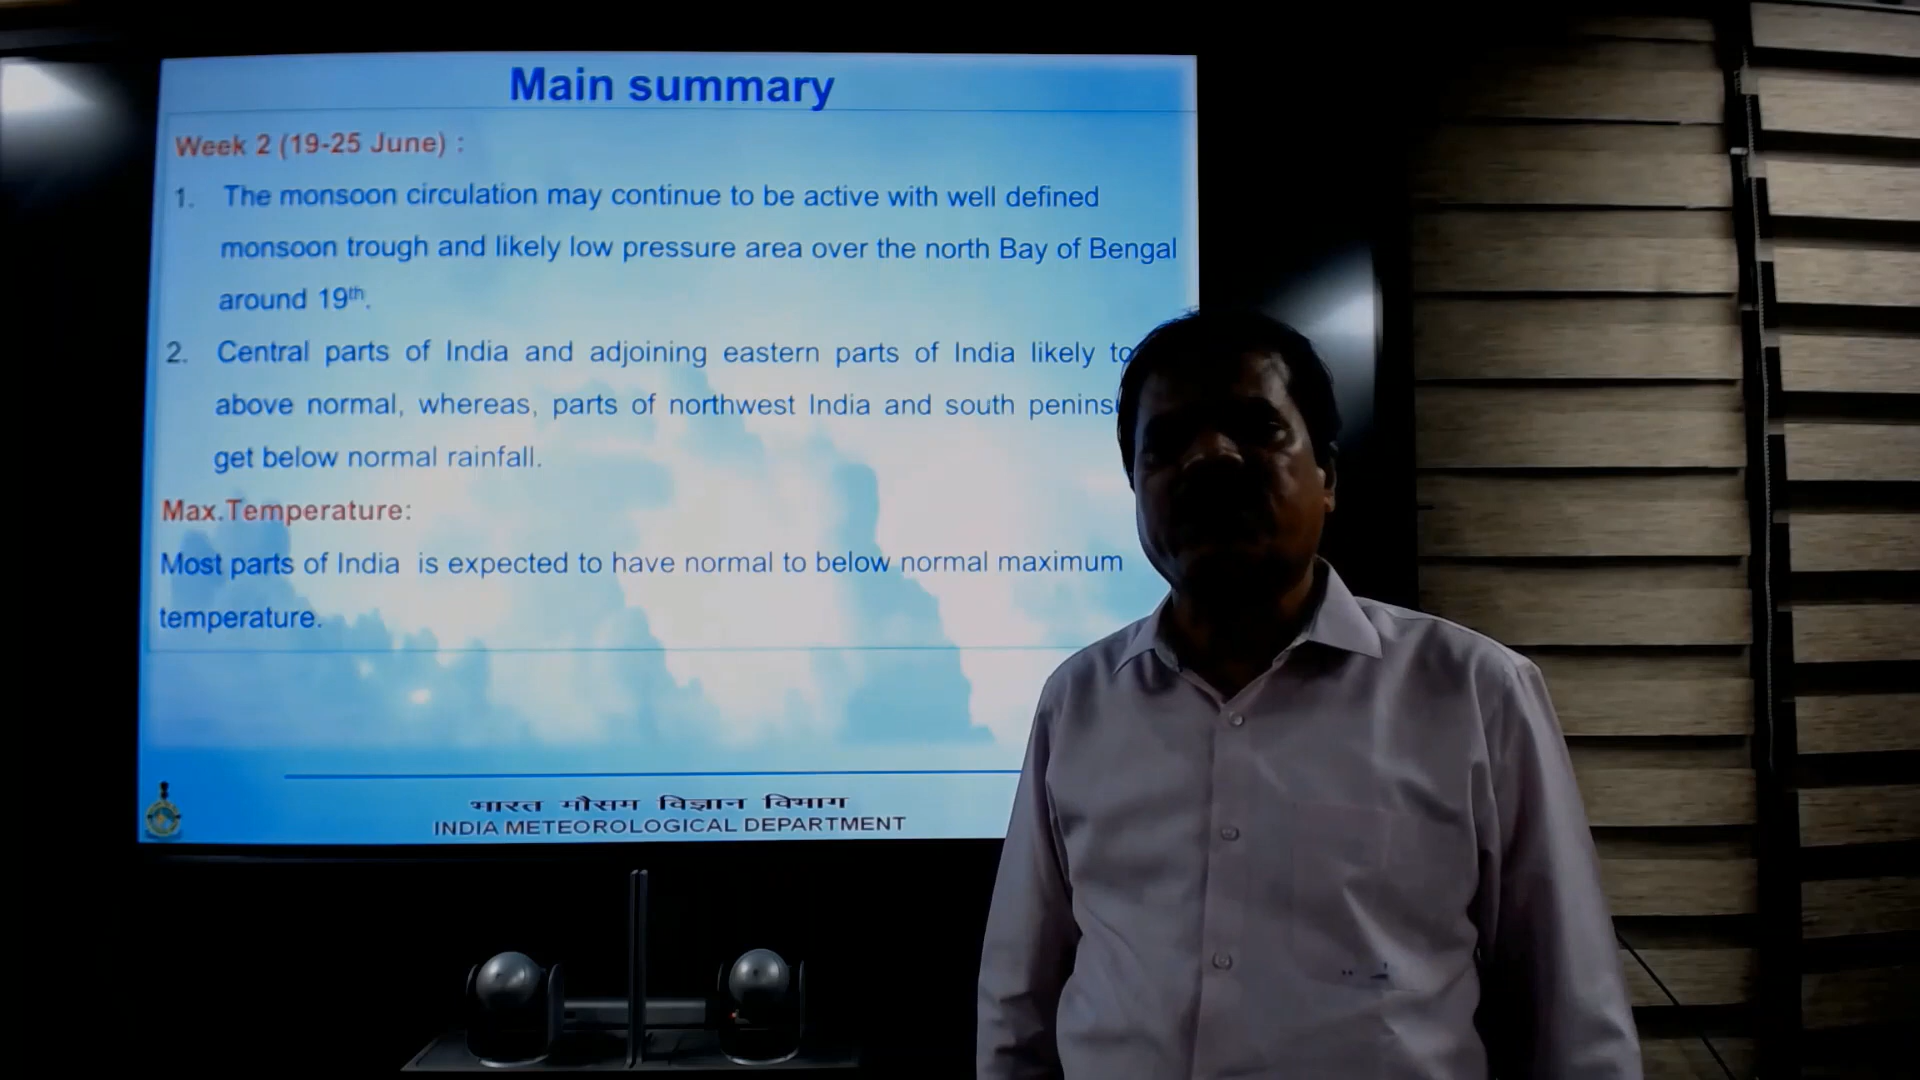 Main summary
Week 2 (19-25 June) :
1. The monsoon circulation may continue to be active with well defined
monsoon trough and likely low pressure area over the north Bay of Bengal
around 19th.
2. Central parts of India and adjoining eastern parts of India likely to
above normal, whereas, parts of northwest India and south
get below normal rainfall.
Max.Temperature:
Most parts of India is expected to have normal to below normal maximum
temperature.
भारत मौसम विज्ञान विभाग
INDIA METEOROLOGICAL DEPARTMENT